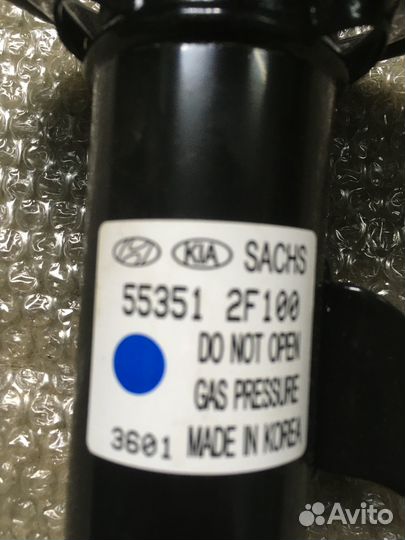 KIA SACHS
55351 2F100
DO NOT OPEN
GAS PRESSURE
3601 MADE IN KOREA
Avito